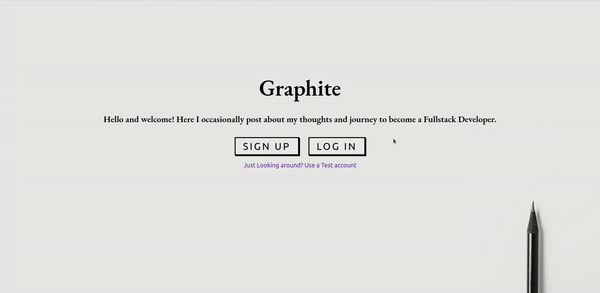 Graphite
Hello and welcome! Here I occasionally post about my thoughts and journey to become a Fullstack Developer.
SIGN UP LOG IN
Just Looking around? Use a Test account